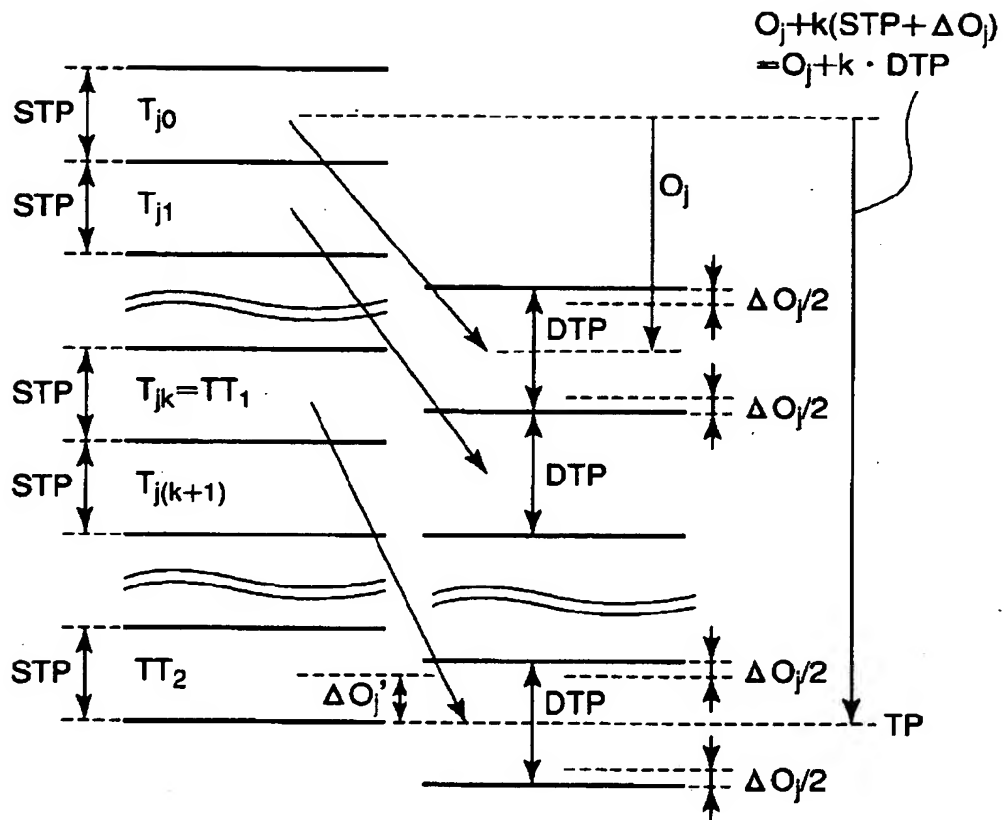 Oj+k(STP+ΔOj)
=Oj+k · DTP
STP
Tj0
Oj
STP
Tj1
ΔOj/2
DTP
STP
Tjk=TT1
ΔOj/2
STP
Tj(k+1)
DTP
STP
TT2
ΔOj'
DTP
ΔOj/2
TP
ΔOj/2